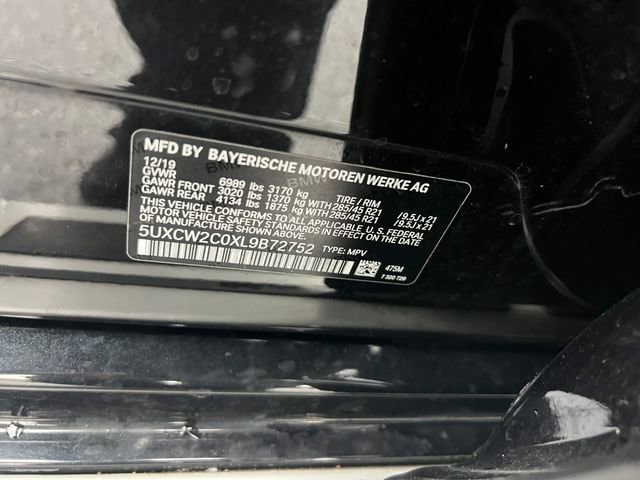 MFD BY BAYERISCHE MOTOREN WERKE AG
12/19
GVWR 6989 lbs 3170 kg TIRE / RIM
GAWR FRONT 3020 lbs 1370 kg WITH 285/45 R21 /9.5J x 21
GAWR REAR 4134 lbs 1875 kg WITH 285/45 R21 /9.5J x 21
THIS VEHICLE CONFORMS TO ALL APPLICABLE U.S. FEDERAL
MOTOR VEHICLE SAFETY STANDARDS IN EFFECT ON THE DATE
OF MANUFACTURE SHOWN ABOVE.
5UXCW2C0XL9B72752 TYPE: MPV
475M
7 320 729